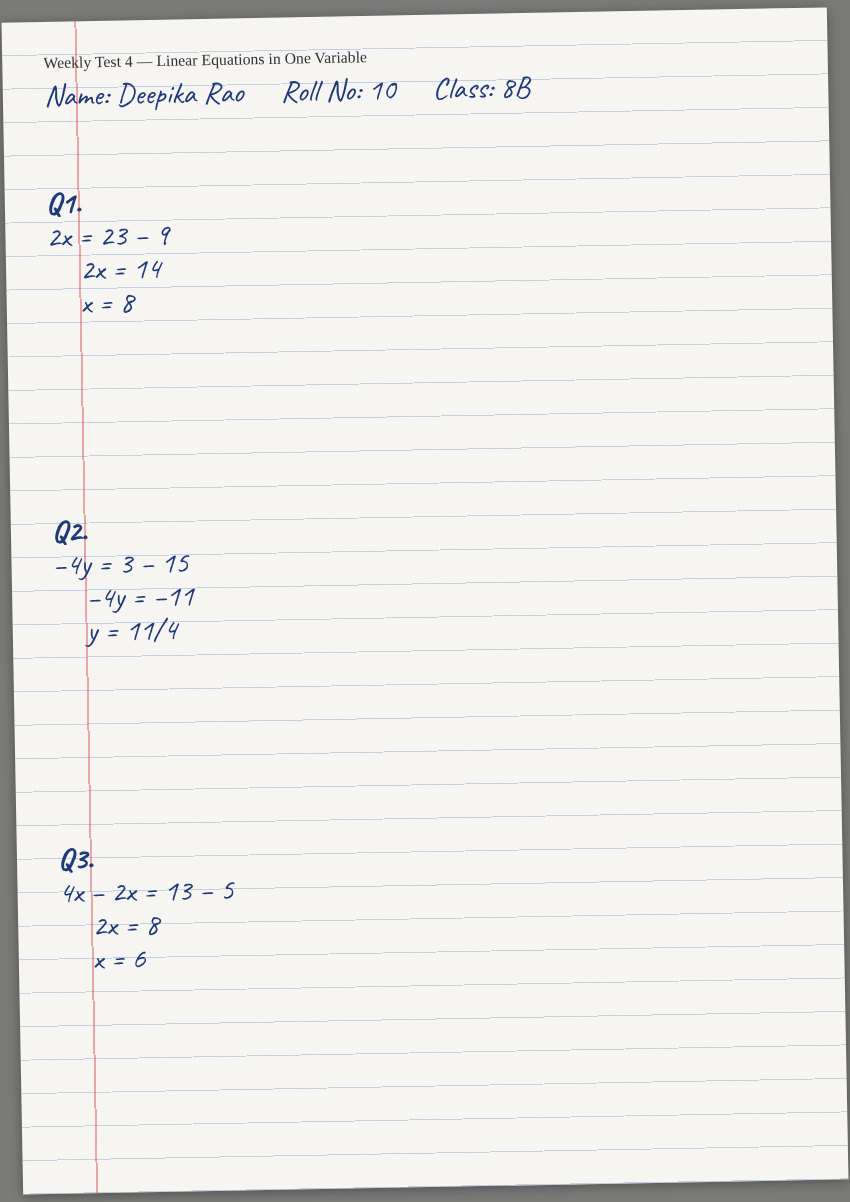 Weekly Test 4 — Linear Equations in One Variable
Name: Deepika Rao Roll No: 10 Class: 8B
Q1.
2x = 23 – 9
2x = 14
x = 8
Q2.
–4y = 3 – 15
–4y = –11
y = 11/4
Q3.
4x – 2x = 13 – 5
2x = 8
x = 6